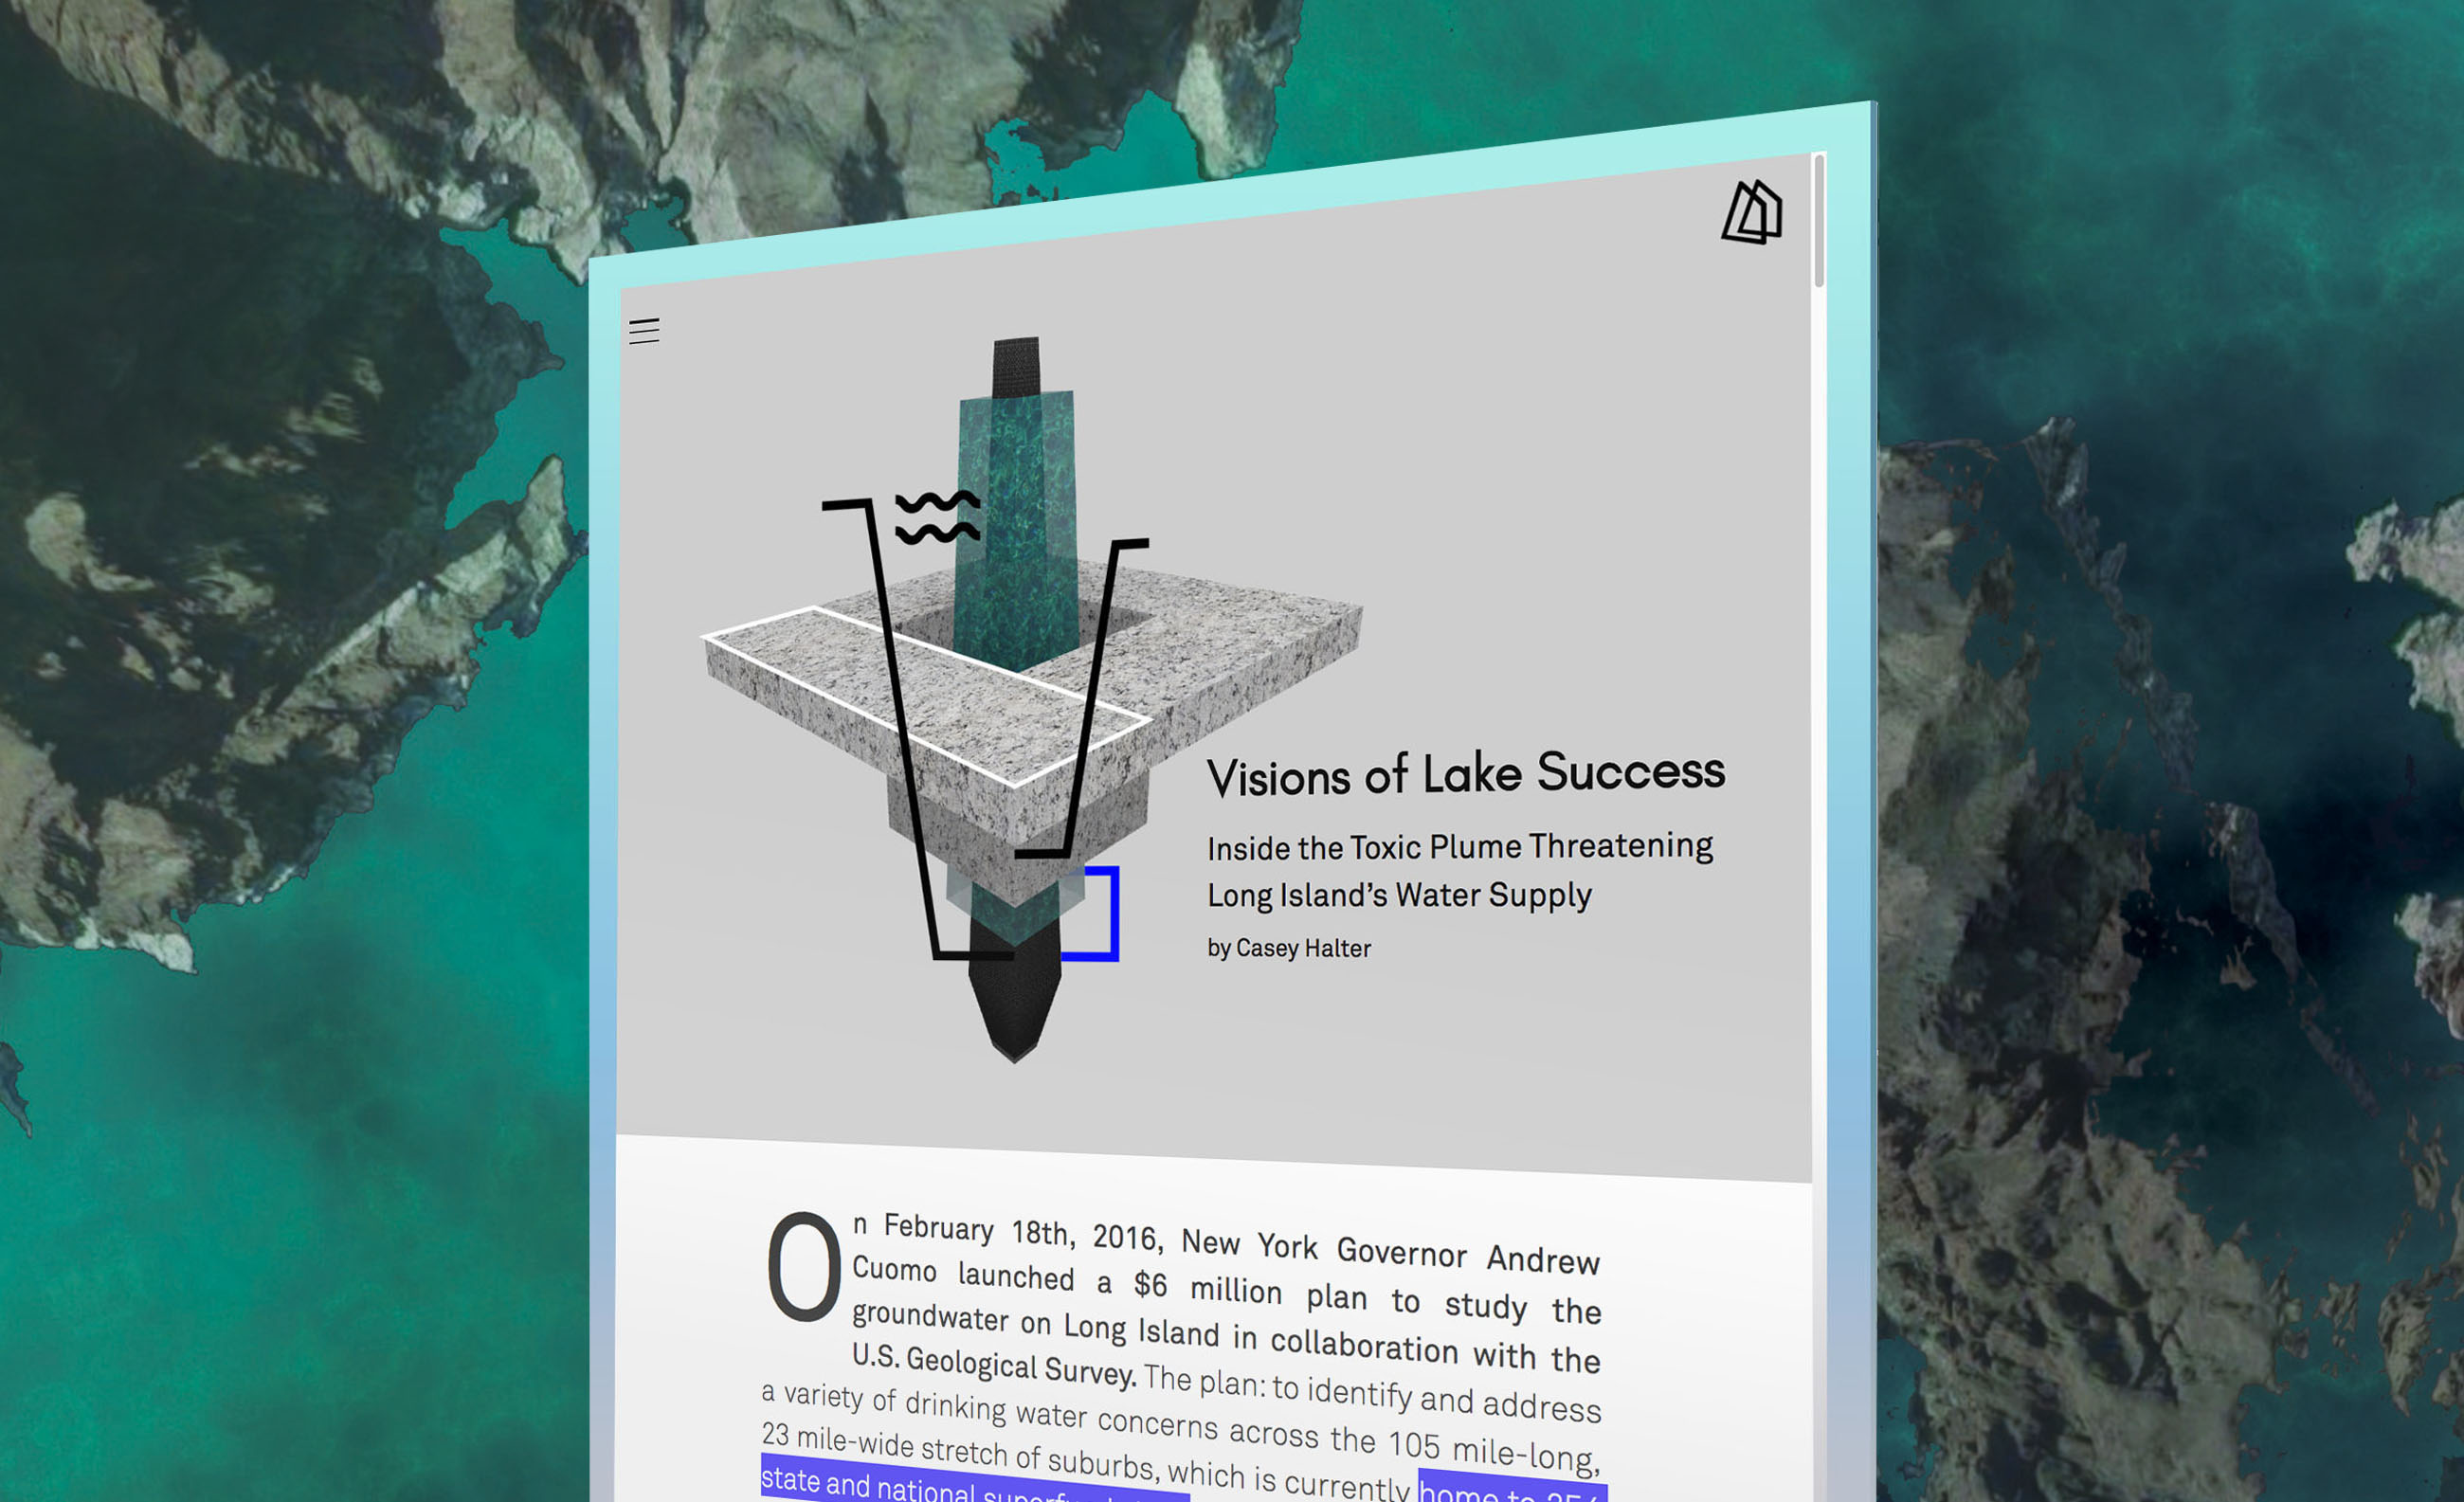 Visions of Lake Success
Inside the Toxic Plume Threatening
Long Island's Water Supply
by Casey Halter
On February 18th, 2016, New York Governor Andrew
Cuomo launched a $6 million plan to study the
groundwater on Long Island in collaboration with the
U.S. Geological Survey. The plan: to identify and address
a variety of drinking water concerns across the 105 mile-long,
23 mile-wide stretch of suburbs, which is currently home to
state and national